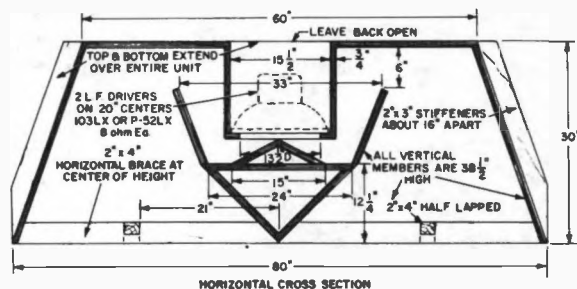 60"
LEAVE BACK OPEN
TOP & BOTTOM EXTEND
OVER ENTIRE UNIT
15 1/2"
3/4"
6"
33"
2 L.F. DRIVERS
ON 20" CENTERS
103LX OR P-52LX
8 ohm Ea.
2" x 3" STIFFENERS
ABOUT 16" APART
30"
2" x 4"
HORIZONTAL BRACE AT
CENTER OF HEIGHT
ALL VERTICAL
MEMBERS ARE 38 1/2"
HIGH
15"
24"
12 1/4"
21"
2" x 4" HALF LAPPED
80"
HORIZONTAL CROSS SECTION